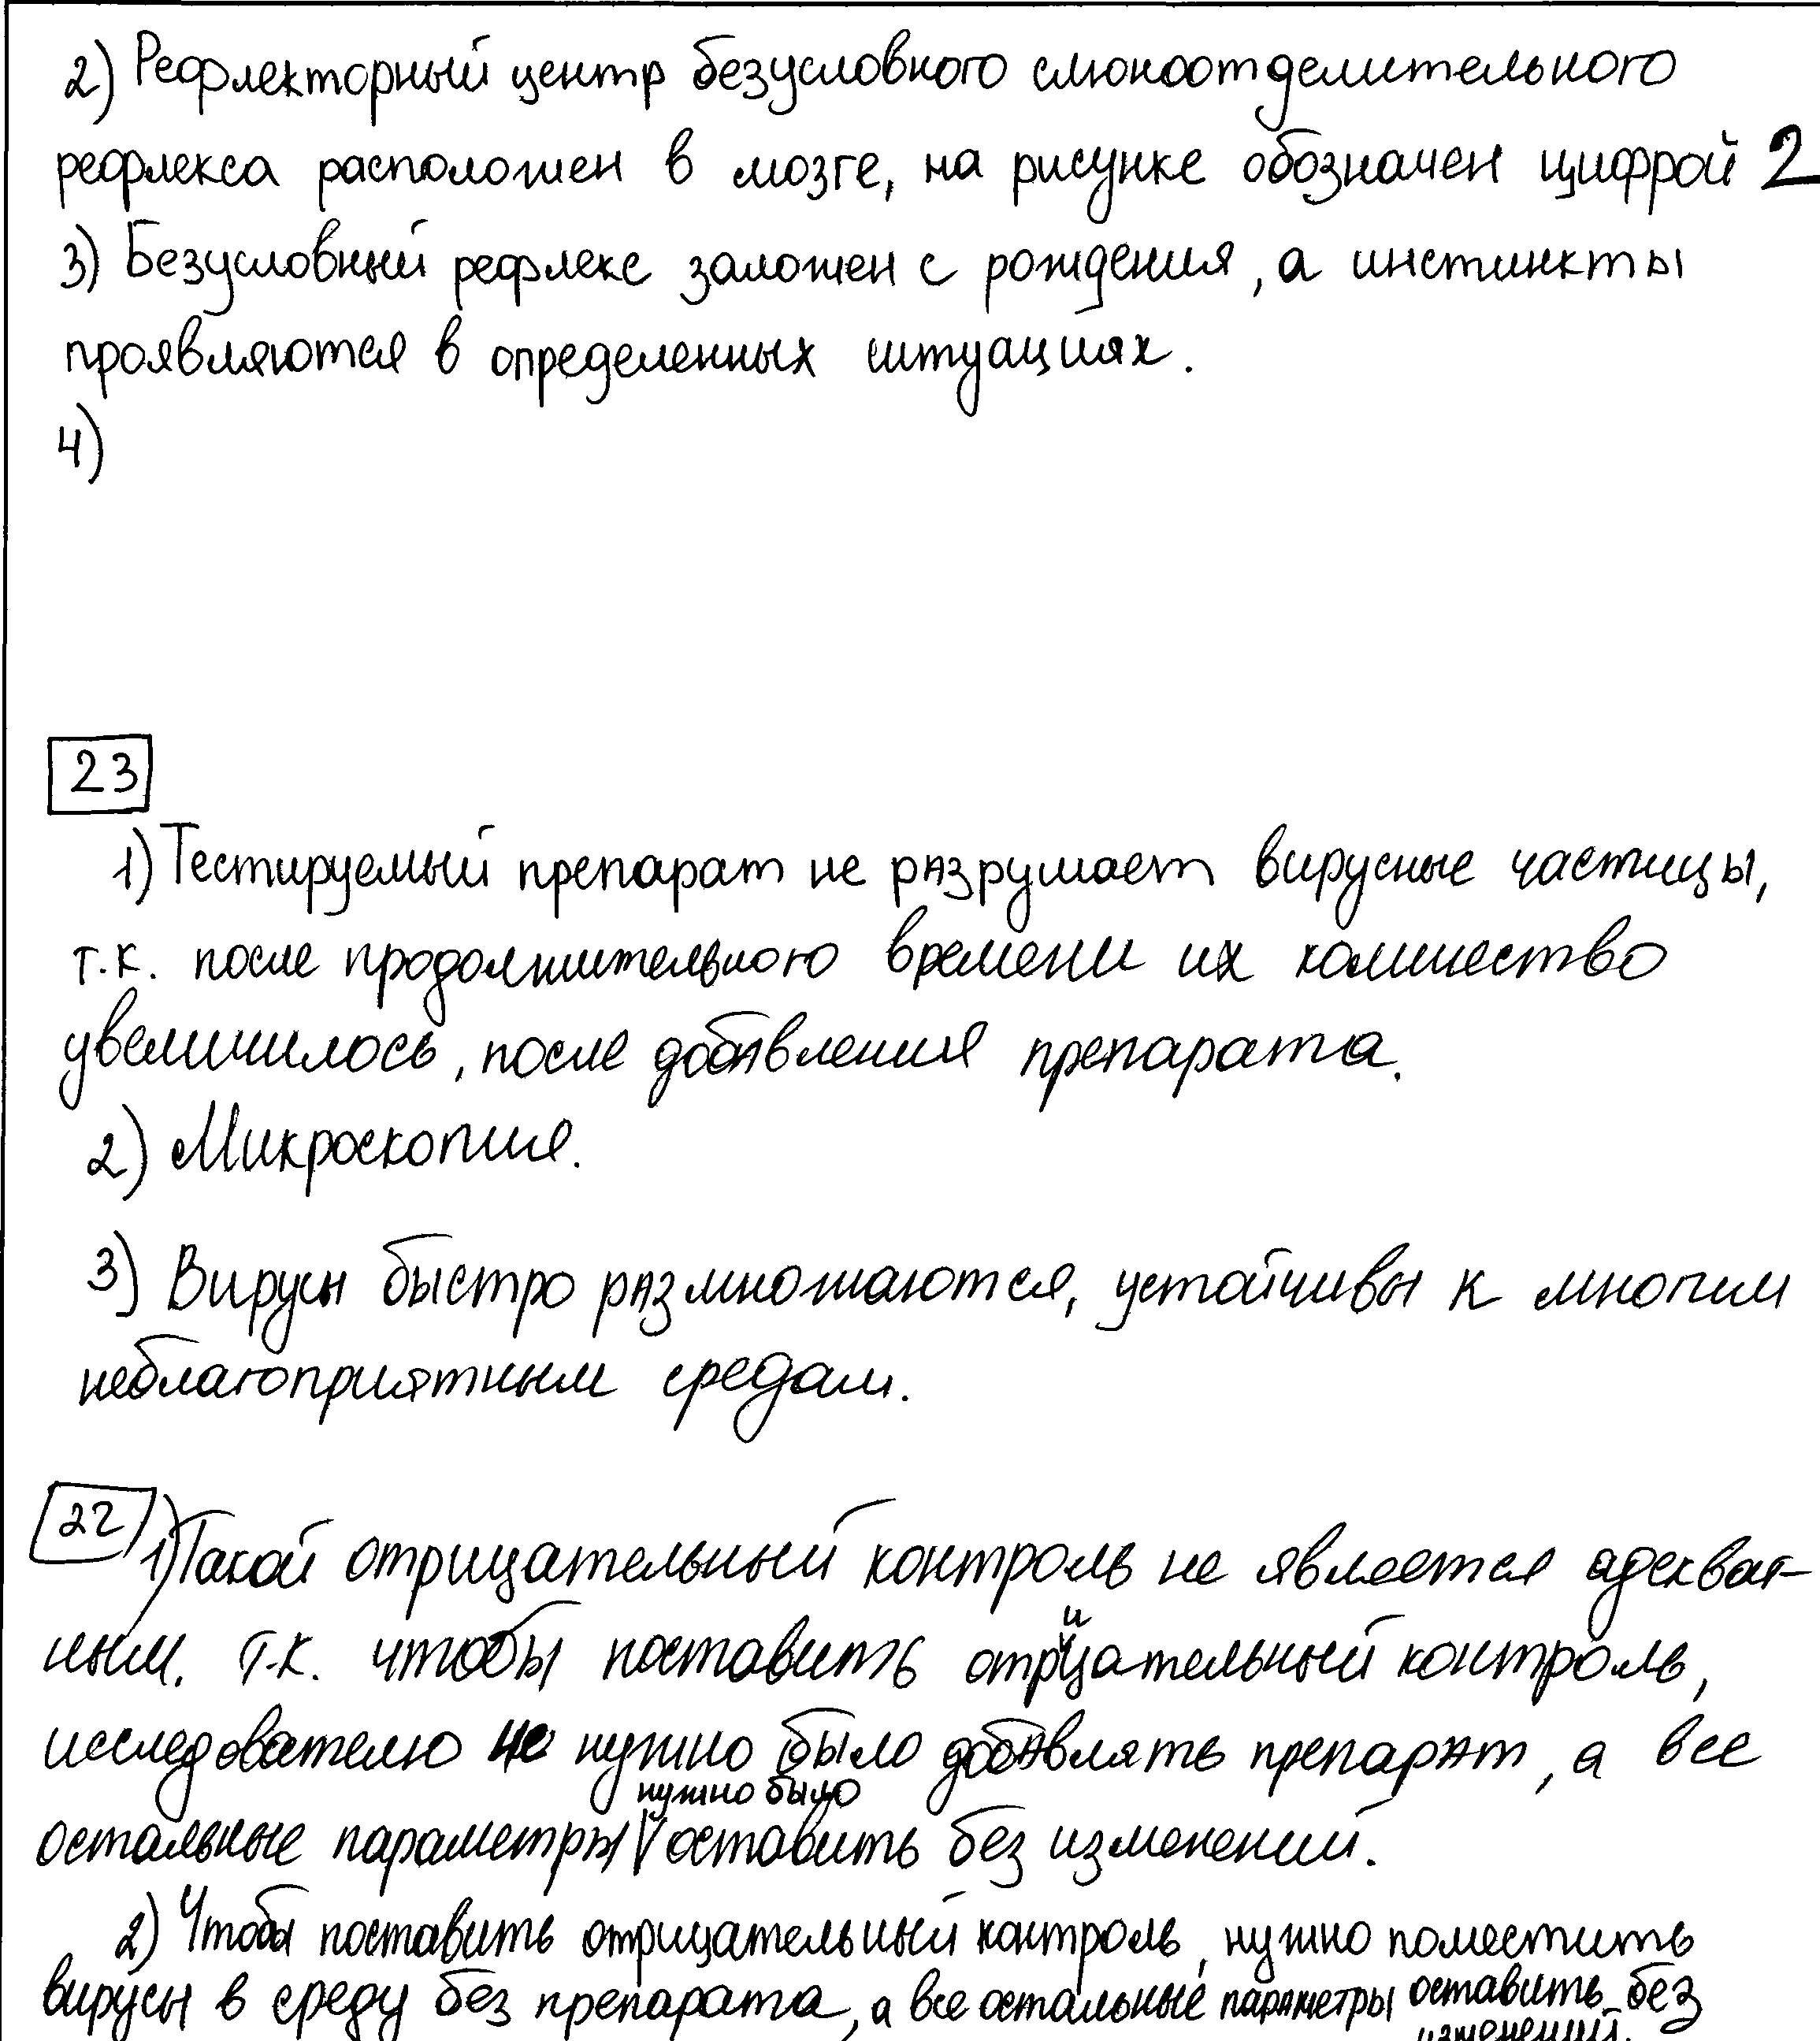 2) Рефлекторный центр безусловного слюноотделительного
рефлекса расположен в мозге, на рисунке обозначен цифрой 2
3) Безусловный рефлекс заложен с рождения, а инстинкты
проявляются в определенных ситуациях.
4)
23
1) Тестируемый препарат не разрушает вирусные частицы,
т.к. после продолжительного времени их количество
увеличилось, после добавления препарата.
2) Микроскопия.
3) Вирусы быстро размножаются, устойчивы к многим
неблагоприятным средам.
22
1) Такой отрицательный контроль не является адекват-
ным. Т.к. чтобы поставить отрицательный контроль,
исследователю не нужно было добавлять препарат, а все
остальные параметры нужно было оставить без изменений.
2) Чтобы поставить отрицательный контроль, нужно поместить
вирусы в среду без препарата, а все остальные параметры оставить без
изменений.